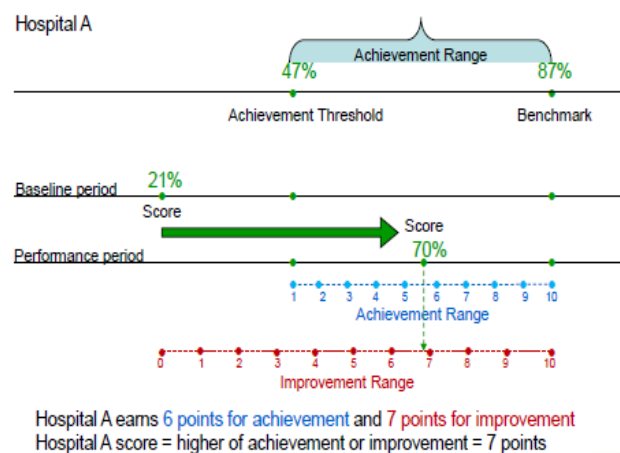 Hospital A
Achievement Range
47% 87%
Achievement Threshold Benchmark
21%
Baseline period
Score Score
70%
Performance period
1 2 3 4 5 6 7 8 9 10
Achievement Range
0 1 2 3 4 5 6 7 8 9 10
Improvement Range
Hospital A earns 6 points for achievement and 7 points for improvement
Hospital A score = higher of achievement or improvement = 7 points